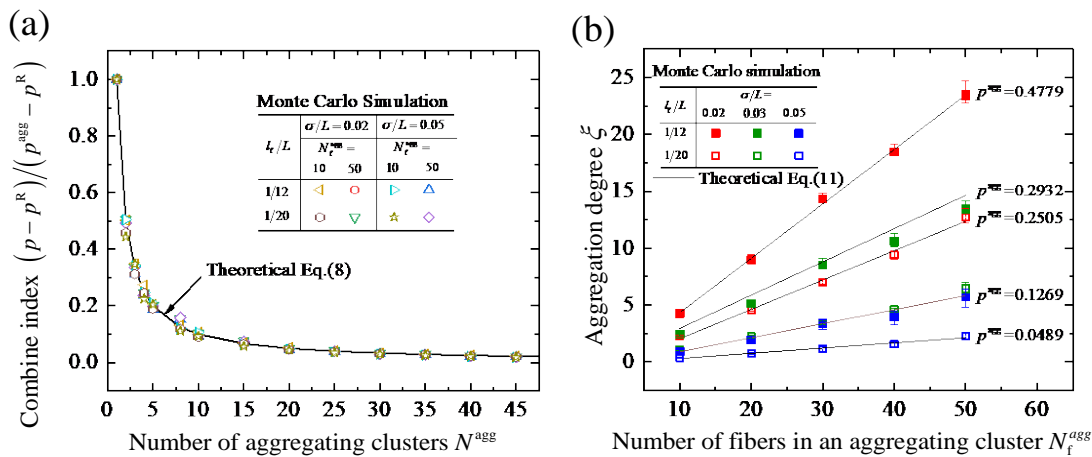 (a)
Combine index (p − p^R)/(p^agg − p^R)
1.0
0.8
0.6
0.4
0.2
0.0
Monte Carlo Simulation
σ/L = 0.02 σ/L = 0.05
l_f/L N_f^agg = N_f^agg =
10 50 10 50
1/12
1/20
Theoretical Eq.(8)
0 5 10 15 20 25 30 35 40 45
Number of aggregating clusters N^agg
(b)
Aggregation degree ξ
25
20
15
10
5
0
Monte Carlo simulation
l_f/L σ/L =
0.02 0.03 0.05
1/12
1/20
Theoretical Eq.(11)
p^agg=0.4779
p^agg=0.2932
p^agg=0.2505
p^agg=0.1269
p^agg=0.0489
10 20 30 40 50 60
Number of fibers in an aggregating cluster N_f^agg